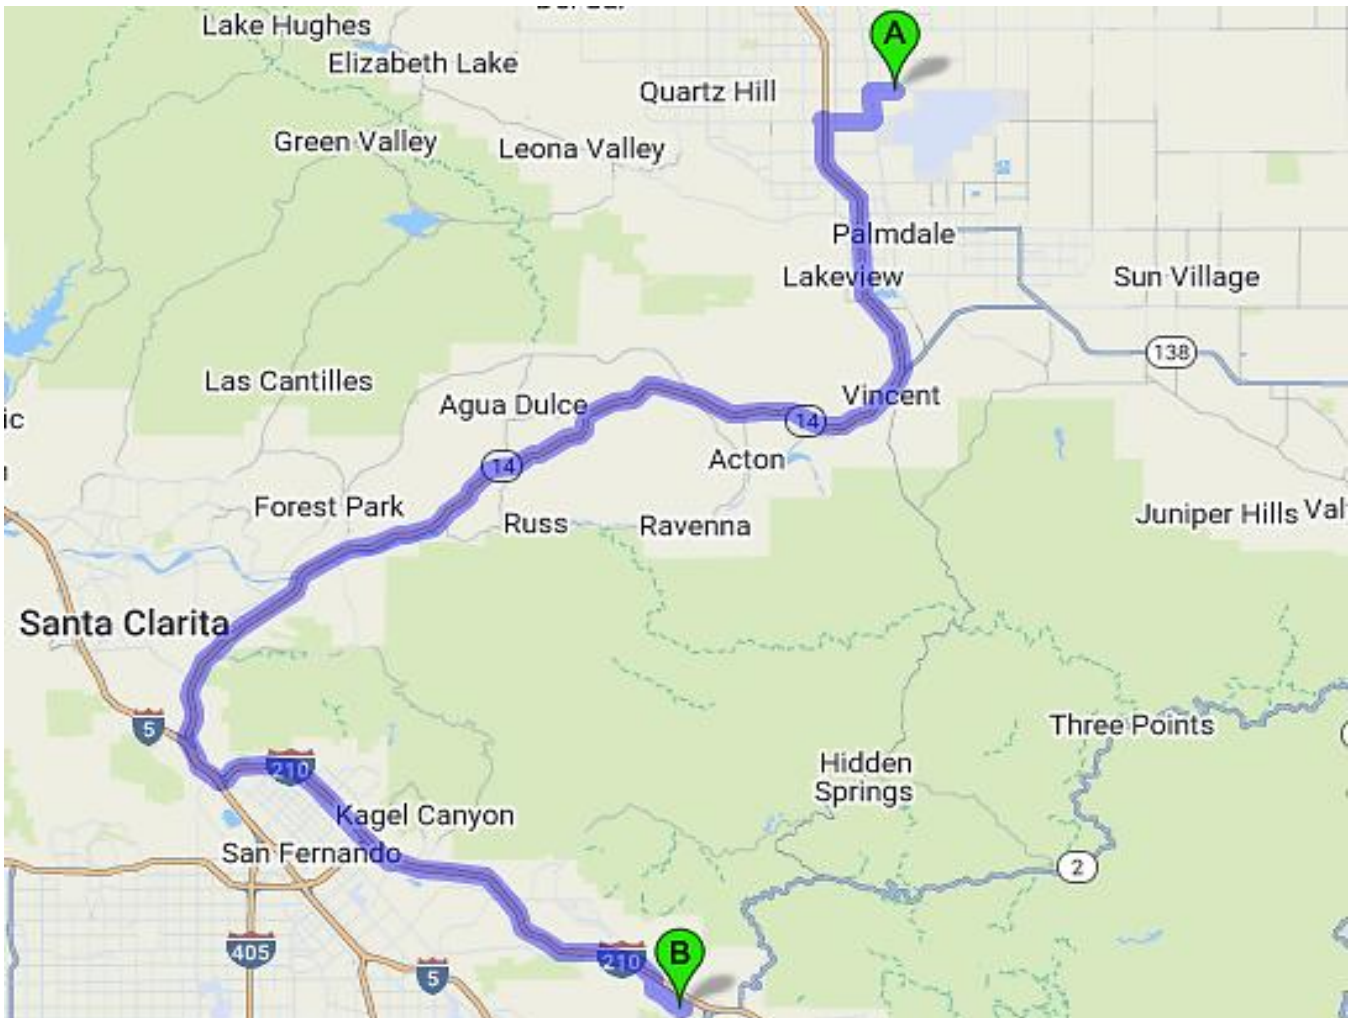 Lake Hughes
A
Elizabeth Lake
Quartz Hill
Green Valley
Leona Valley
Palmdale
Lakeview
Sun Village
138
Las Cantilles
Vincent
Agua Dulce
14
ic
Acton
14
Forest Park
Russ
Ravenna
Juniper Hills
Val
Santa Clarita
5
Three Points
210
Hidden
Springs
Kagel Canyon
San Fernando
2
405
B
210
5